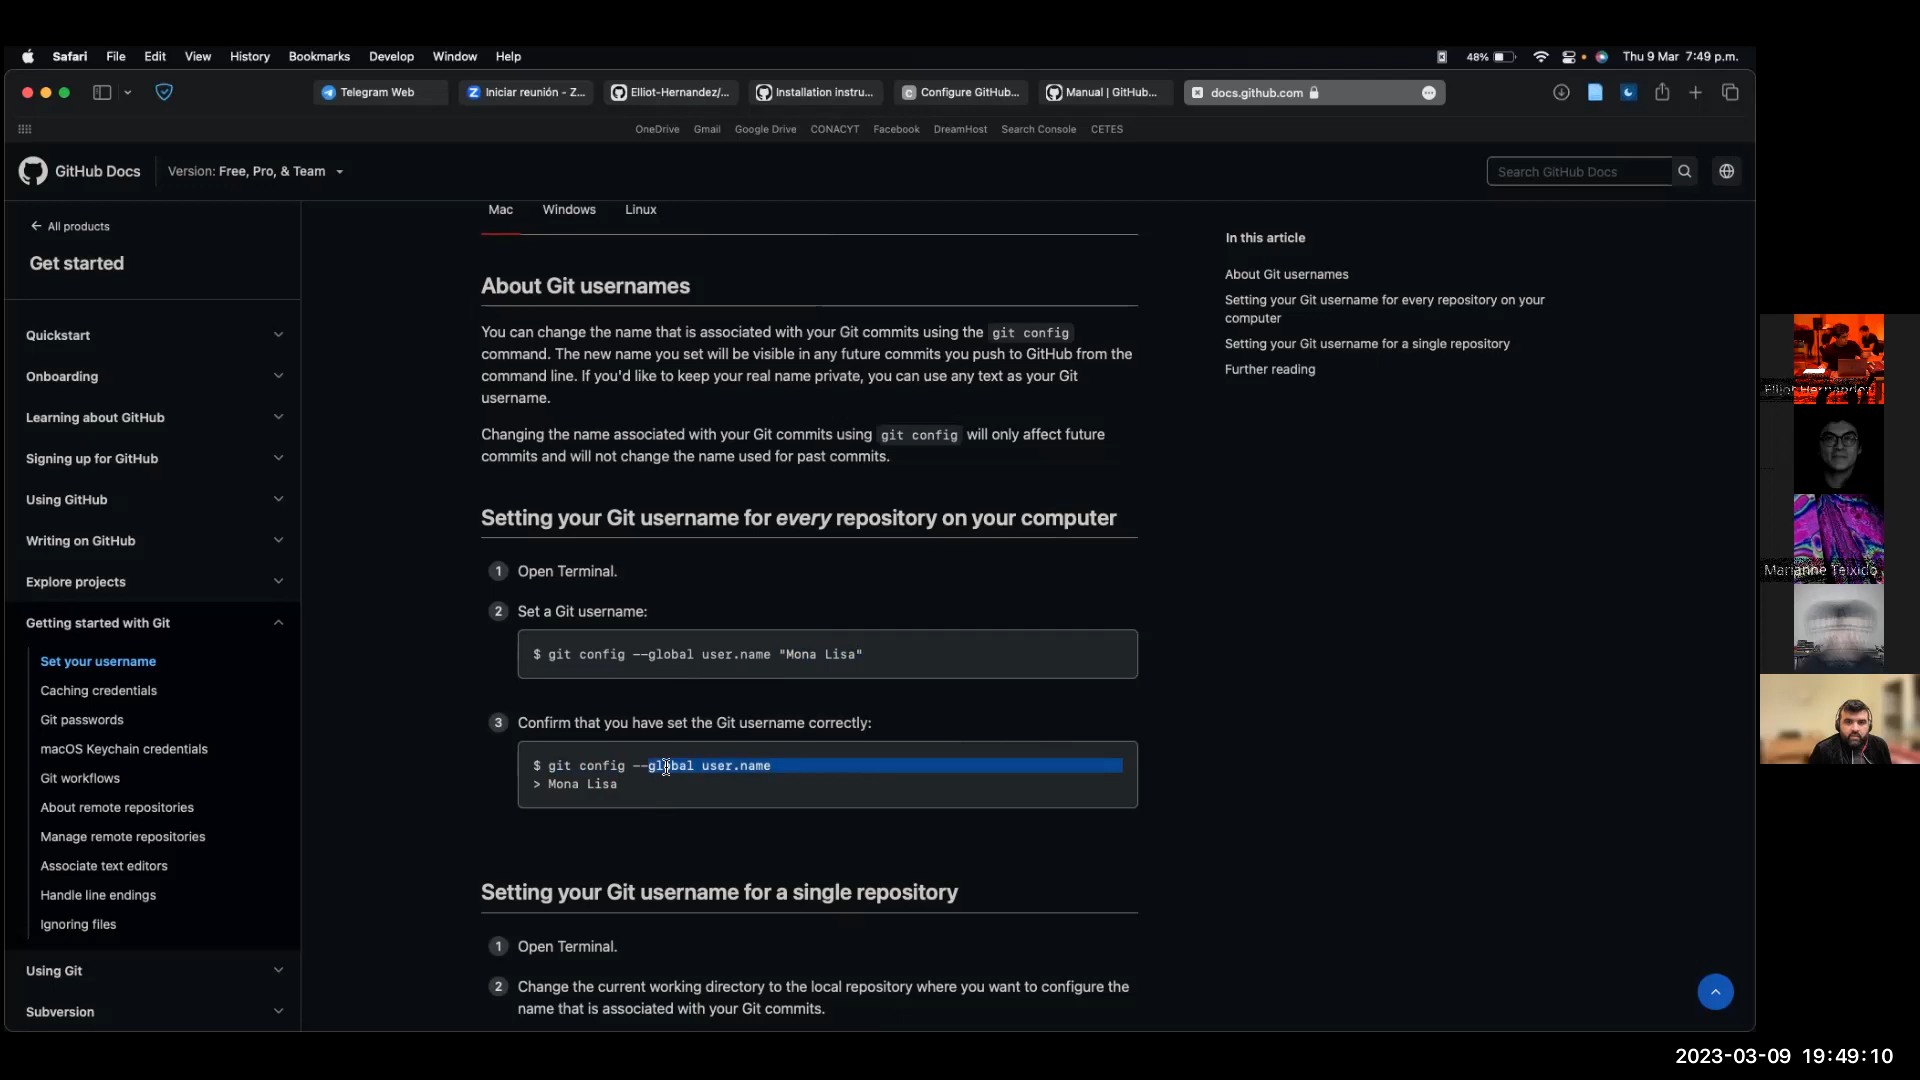 Safari File Edit View History Bookmarks Develop Window Help 48% Thu 9 Mar 7:49 p.m.
Telegram Web Iniciar reunión - Z... Elliot-Hernandez/... Installation instru... Configure GitHub... Manual | GitHub... docs.github.com
OneDrive Gmail Google Drive CONACYT Facebook DreamHost Search Console CETES
GitHub Docs Version: Free, Pro, & Team Search GitHub Docs
All products
Get started
Quickstart
Onboarding
Learning about GitHub
Signing up for GitHub
Using GitHub
Writing on GitHub
Explore projects
Getting started with Git
Set your username
Caching credentials
Git passwords
macOS Keychain credentials
Git workflows
About remote repositories
Manage remote repositories
Associate text editors
Handle line endings
Ignoring files
Using Git
Subversion
Mac Windows Linux
About Git usernames
You can change the name that is associated with your Git commits using the git config
command. The new name you set will be visible in any future commits you push to GitHub from the
command line. If you'd like to keep your real name private, you can use any text as your Git
username.
Changing the name associated with your Git commits using git config will only affect future
commits and will not change the name used for past commits.
Setting your Git username for every repository on your computer
1 Open Terminal.
2 Set a Git username:
$ git config --global user.name "Mona Lisa"
3 Confirm that you have set the Git username correctly:
$ git config --global user.name
> Mona Lisa
Setting your Git username for a single repository
1 Open Terminal.
2 Change the current working directory to the local repository where you want to configure the
name that is associated with your Git commits.
In this article
About Git usernames
Setting your Git username for every repository on your
computer
Setting your Git username for a single repository
Further reading
Elliot Hernandez
Marianne Teixido
2023-03-09 19:49:10